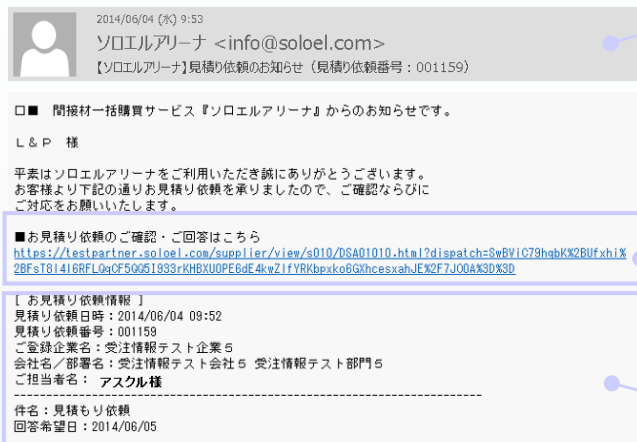 2014/06/04 (水) 9:53
ソロエルアリーナ <info@soloel.com>
【ソロエルアリーナ】見積り依頼のお知らせ（見積り依頼番号：001159）
□■ 間接材一括購買サービス『ソロエルアリーナ』からのお知らせです。
Ｌ＆Ｐ 様
平素はソロエルアリーナをご利用いただき誠にありがとうございます。
お客様より下記の通りお見積り依頼を承りましたので、ご確認ならびに
ご対応をお願いいたします。
■お見積り依頼のご確認・ご回答はこちら
https://testpartner.soloel.com/supplier/view/s010/DSA01010.html?dispatch=SwBViC79hqbK%2BUfxhi%
2BFsT8I4I6RFLQqCF5QQ5I933rKHBXUOPE6dE4kwZlfYRKbpxko6GXhcesxahJE%2F7JO0A%3D%3D
[ お見積り依頼情報 ]
見積り依頼日時：2014/06/04 09:52
見積り依頼番号：001159
ご登録企業名：受注情報テスト企業５
会社名／部署名：受注情報テスト会社５ 受注情報テスト部門５
ご担当者名： アスクル様
------------------------------------------------------------------
件名：見積もり依頼
回答希望日：2014/06/05